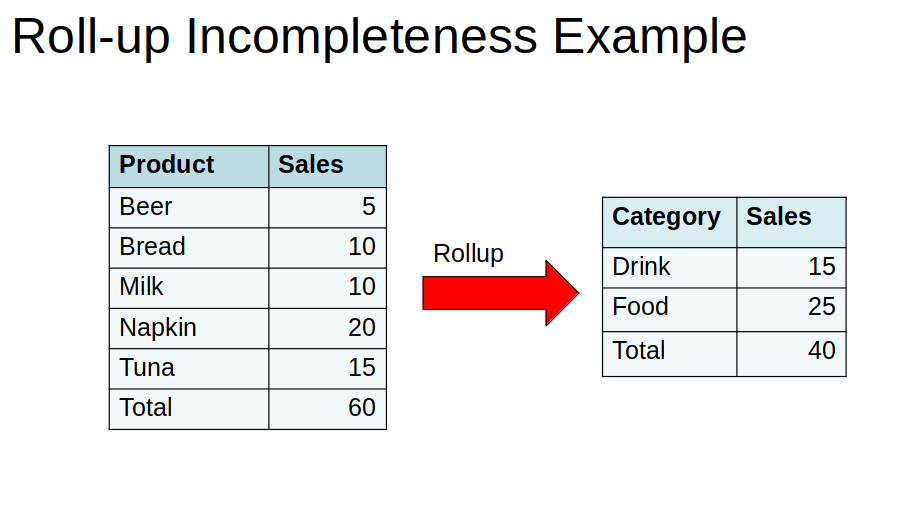 Roll-up Incompleteness Example
Product Sales
Beer 5
Bread 10
Milk 10
Napkin 20
Tuna 15
Total 60
Rollup
Category Sales
Drink 15
Food 25
Total 40